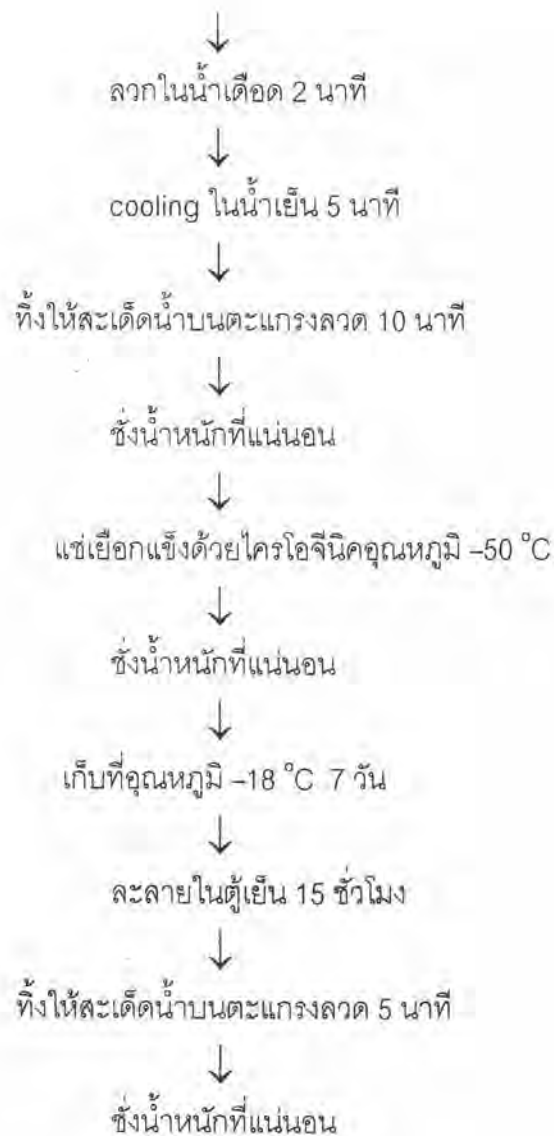 ↓
ลวกในน้ำเดือด 2 นาที
↓
cooling ในน้ำเย็น 5 นาที
↓
ทิ้งให้สะเด็ดน้ำบนตะแกรงลวด 10 นาที
↓
ชั่งน้ำหนักที่แน่นอน
↓
แช่เยือกแข็งด้วยไครโอจีนิคอุณหภูมิ –50 °C
↓
ชั่งน้ำหนักที่แน่นอน
↓
เก็บที่อุณหภูมิ –18 °C 7 วัน
↓
ละลายในตู้เย็น 15 ชั่วโมง
↓
ทิ้งให้สะเด็ดน้ำบนตะแกรงลวด 5 นาที
↓
ชั่งน้ำหนักที่แน่นอน